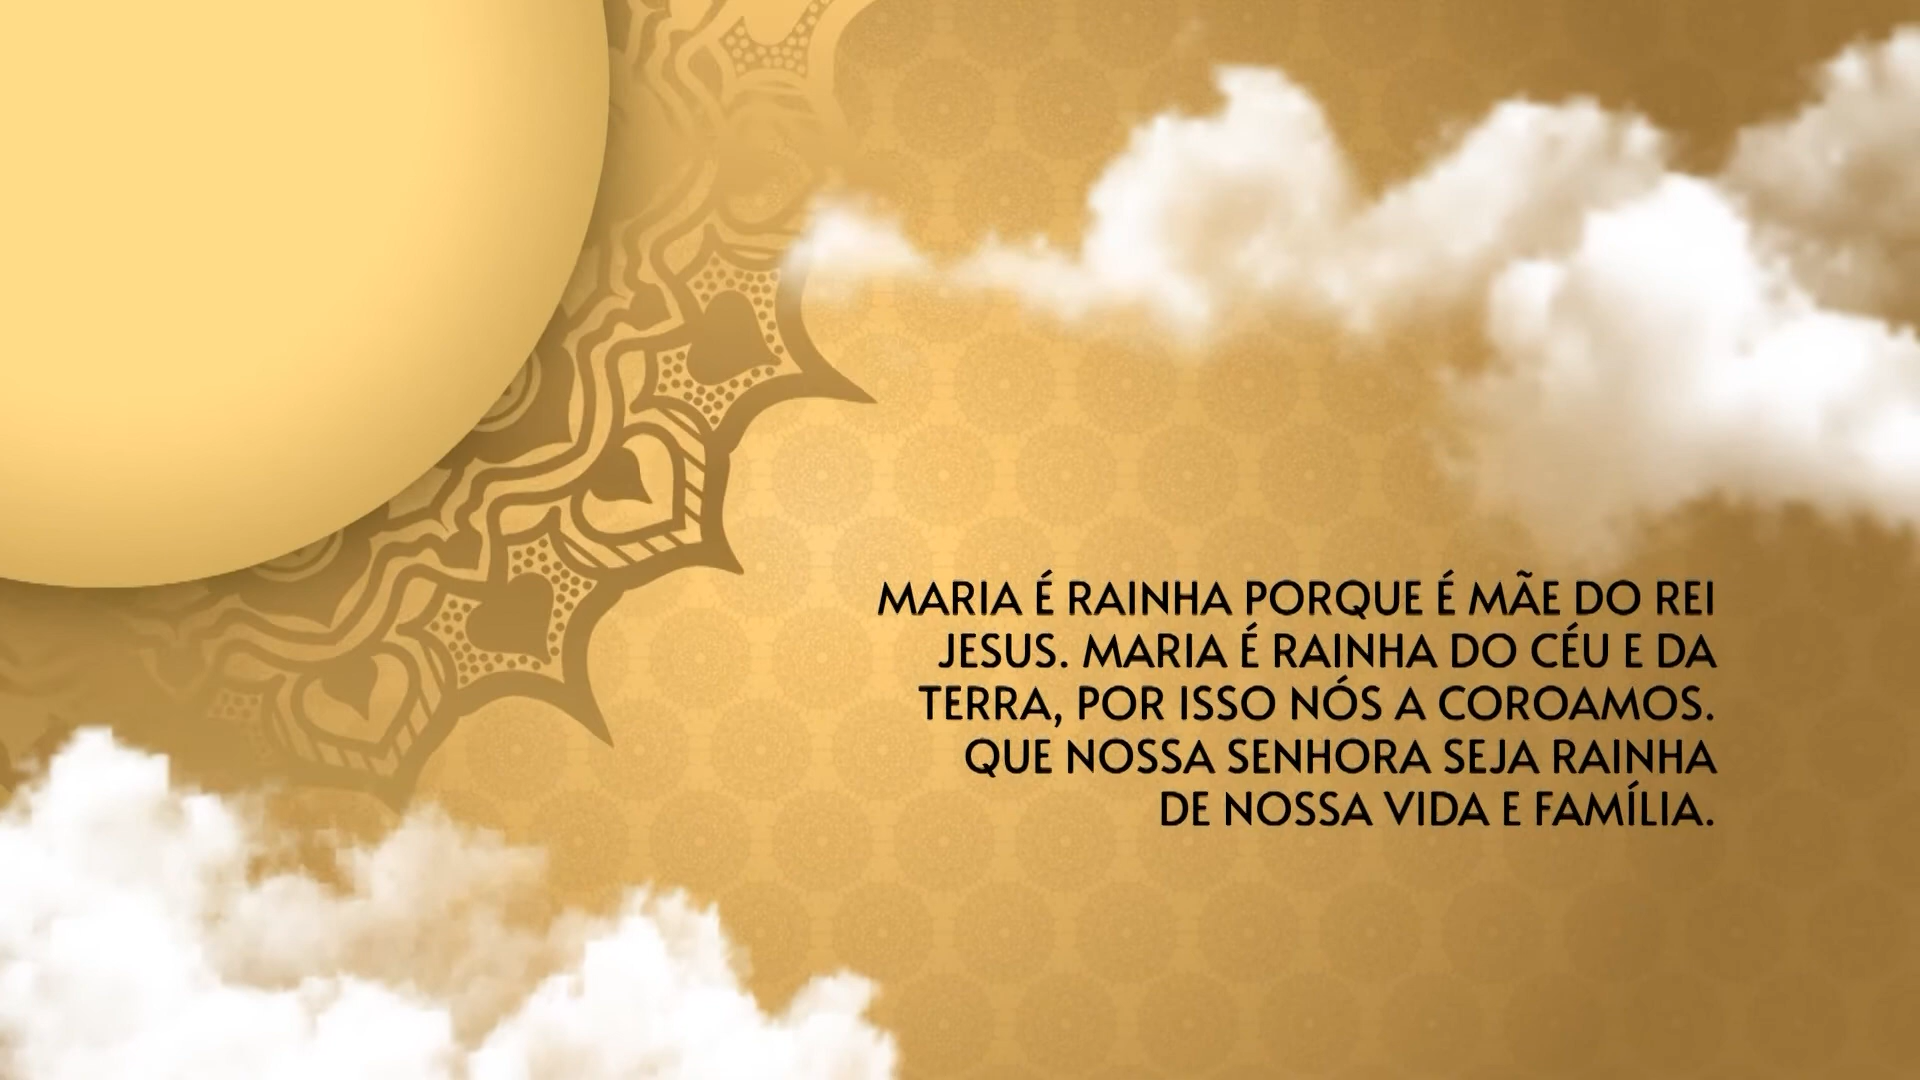 MARIA É RAINHA PORQUE É MÃE DO REI
JESUS. MARIA É RAINHA DO CÉU E DA
TERRA, POR ISSO NÓS A COROAMOS.
QUE NOSSA SENHORA SEJA RAINHA
DE NOSSA VIDA E FAMÍLIA.